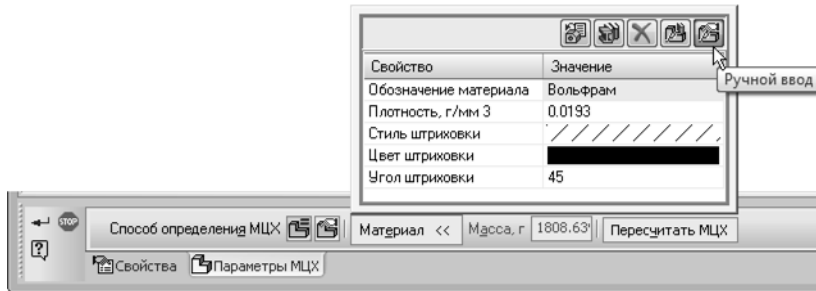 Ручной ввод
Свойство Значение
Обозначение материала Вольфрам
Плотность, г/мм 3 0.0193
Стиль штриховки
Цвет штриховки
Угол штриховки 45
STOP Способ определения МЦХ Материал << Масса, г 1808.63 Пересчитать МЦХ
Свойства Параметры МЦХ